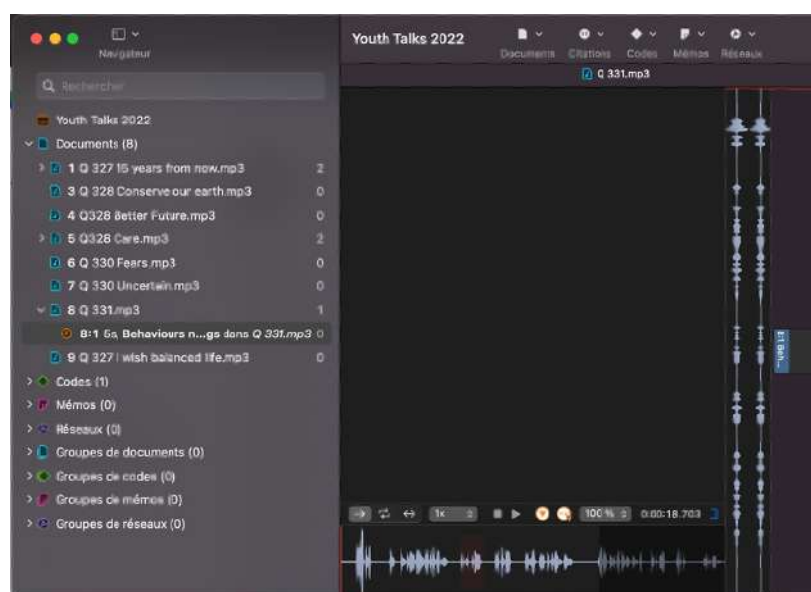 Navigateur
Youth Talks 2022
Documents
Citations
Codes
Mémos
Réseaux
Rechercher
Q 331.mp3
Youth Talks 2022
Documents (8)
1 Q 327 15 years from now.mp3 2
3 Q 328 Conserve our earth.mp3 0
4 Q328 Better Future.mp3 0
5 Q328 Care.mp3 2
6 Q 330 Fears.mp3 0
7 Q 330 Uncertain.mp3 0
8 Q 331.mp3 1
8:1 5s, Behaviours n...gs dans Q 331.mp3 0
9 Q 327 I wish balanced life.mp3 0
Codes (1)
Mémos (0)
Réseaux (0)
Groupes de documents (0)
Groupes de codes (0)
Groupes de mémos (0)
Groupes de réseaux (0)
8:1 Beh...
1x
100 %
0:00:18.703